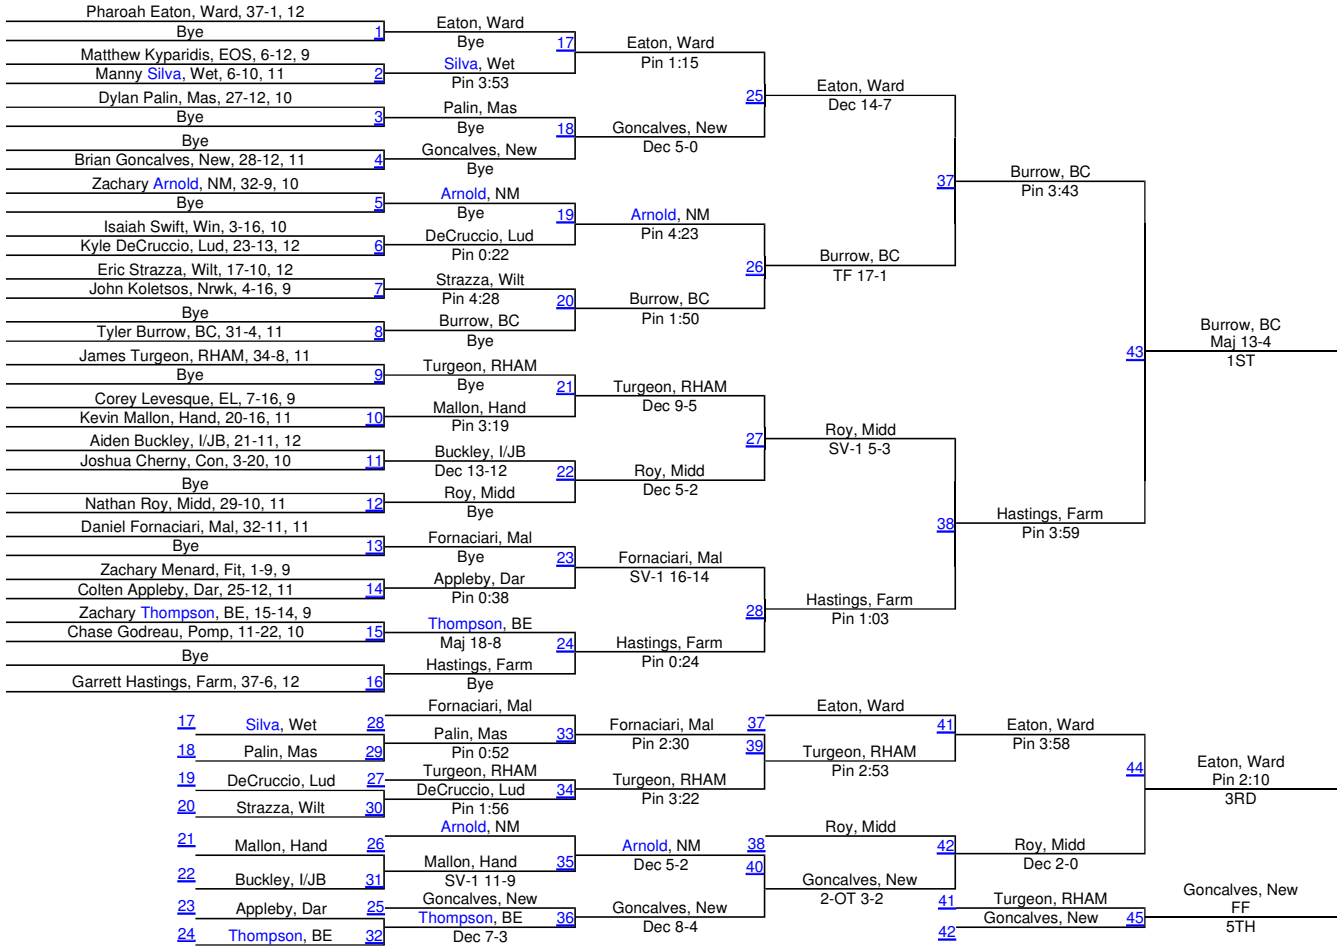 Pharoah Eaton, Ward, 37-1, 12
Bye
1
Matthew Kyparidis, EOS, 6-12, 9
Manny Silva, Wet, 6-10, 11
2
Dylan Palin, Mas, 27-12, 10
Bye
3
Bye
Brian Goncalves, New, 28-12, 11
4
Zachary Arnold, NM, 32-9, 10
Bye
5
Isaiah Swift, Win, 3-16, 10
Kyle DeCruccio, Lud, 23-13, 12
6
Eric Strazza, Wilt, 17-10, 12
John Koletsos, Nrwk, 4-16, 9
7
Bye
Tyler Burrow, BC, 31-4, 11
8
James Turgeon, RHAM, 34-8, 11
Bye
9
Corey Levesque, EL, 7-16, 9
Kevin Mallon, Hand, 20-16, 11
10
Aiden Buckley, I/JB, 21-11, 12
Joshua Cherny, Con, 3-20, 10
11
Bye
Nathan Roy, Midd, 29-10, 11
12
Daniel Fornaciari, Mal, 32-11, 11
Bye
13
Zachary Menard, Fit, 1-9, 9
Colten Appleby, Dar, 25-12, 11
14
Zachary Thompson, BE, 15-14, 9
Chase Godreau, Pomp, 11-22, 10
15
Bye
Garrett Hastings, Farm, 37-6, 12
16
Eaton, Ward
Bye
17
Silva, Wet
Pin 3:53
Palin, Mas
Bye
18
Goncalves, New
Bye
Arnold, NM
Bye
19
DeCruccio, Lud
Pin 0:22
Strazza, Wilt
Pin 4:28
20
Burrow, BC
Bye
Turgeon, RHAM
Bye
21
Mallon, Hand
Pin 3:19
Buckley, I/JB
Dec 13-12
22
Roy, Midd
Bye
Fornaciari, Mal
Bye
23
Appleby, Dar
Pin 0:38
Thompson, BE
Maj 18-8
24
Hastings, Farm
Bye
Eaton, Ward
Pin 1:15
25
Goncalves, New
Dec 5-0
Arnold, NM
Pin 4:23
26
Burrow, BC
Pin 1:50
Turgeon, RHAM
Dec 9-5
27
Roy, Midd
Dec 5-2
Fornaciari, Mal
SV-1 16-14
28
Hastings, Farm
Pin 0:24
Eaton, Ward
Dec 14-7
37
Burrow, BC
TF 17-1
Roy, Midd
SV-1 5-3
38
Hastings, Farm
Pin 1:03
Burrow, BC
Pin 3:43
43
Hastings, Farm
Pin 3:59
Burrow, BC
Maj 13-4
1ST
17
Silva, Wet
28
18
Palin, Mas
29
19
DeCruccio, Lud
27
20
Strazza, Wilt
30
21
Mallon, Hand
26
22
Buckley, I/JB
31
23
Appleby, Dar
25
24
Thompson, BE
32
Fornaciari, Mal
Palin, Mas
Pin 0:52
33
Turgeon, RHAM
DeCruccio, Lud
Pin 1:56
34
Arnold, NM
Mallon, Hand
SV-1 11-9
35
Goncalves, New
Thompson, BE
Dec 7-3
36
Fornaciari, Mal
Pin 2:30
37
39
Turgeon, RHAM
Pin 3:22
Arnold, NM
Dec 5-2
38
40
Goncalves, New
Dec 8-4
Eaton, Ward
41
Turgeon, RHAM
Pin 2:53
Roy, Midd
42
Goncalves, New
2-OT 3-2
Eaton, Ward
Pin 3:58
44
Roy, Midd
Dec 2-0
41
Turgeon, RHAM
Goncalves, New
45
42
Eaton, Ward
Pin 2:10
3RD
Goncalves, New
FF
5TH